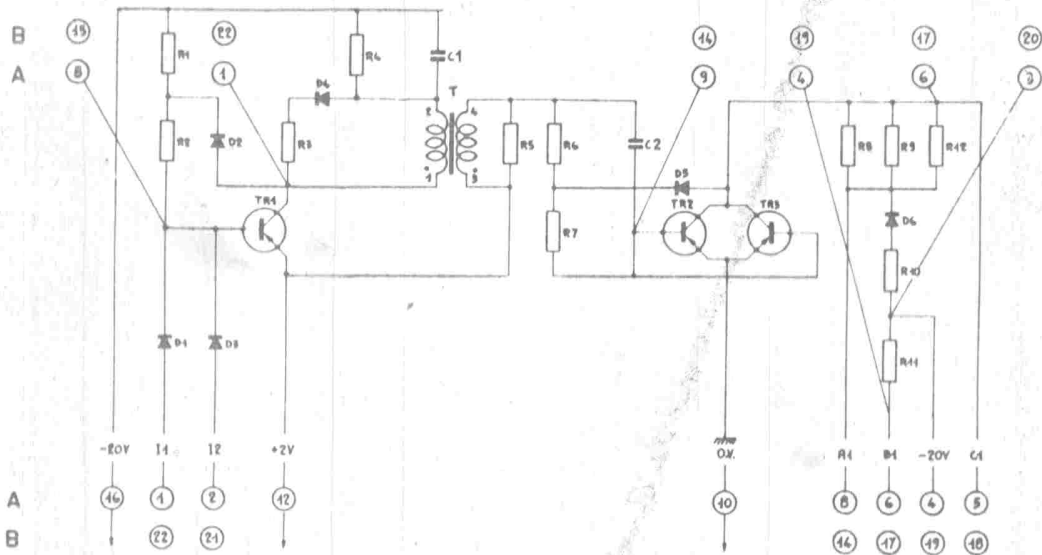 B 15 22 14 19 17 20
A 8 1 9 4 6 3
R1 R4 C1
D4 T
2 4
R2 D2 R3 R5 R6 C2 R8 R9 R12
1 3
D5
TR1 TR2 TR3 D6
R7
R10
D1 D3 R11
-20V I1 I2 +2V 0V. A1 B1 -20V C1
A 16 1 2 12 10 8 6 4 5
B 22 21 14 17 19 18